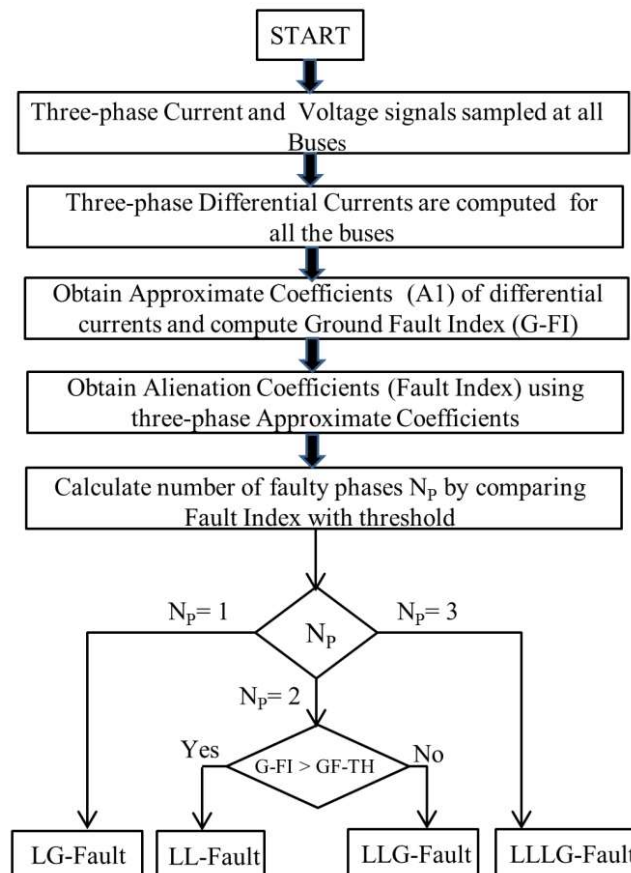 START
Three-phase Current and Voltage signals sampled at all
Buses
Three-phase Differential Currents are computed for
all the buses
Obtain Approximate Coefficients (A1) of differential
currents and compute Ground Fault Index (G-FI)
Obtain Alienation Coefficients (Fault Index) using
three-phase Approximate Coefficients
Calculate number of faulty phases NP by comparing
Fault Index with threshold
NP= 1
NP
NP= 3
NP= 2
Yes
G-FI > GF-TH
No
LG-Fault
LL-Fault
LLG-Fault
LLLG-Fault